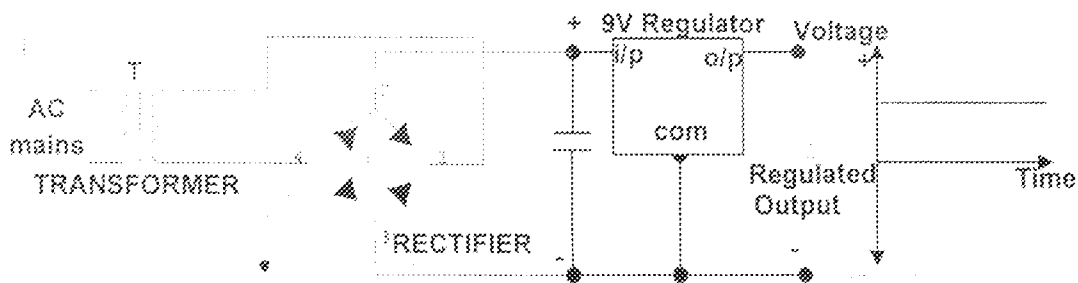 + 9V Regulator
Voltage
T
i/p
o/p
+
AC
mains
com
TRANSFORMER
Regulated
Output
Time
RECTIFIER
-
-